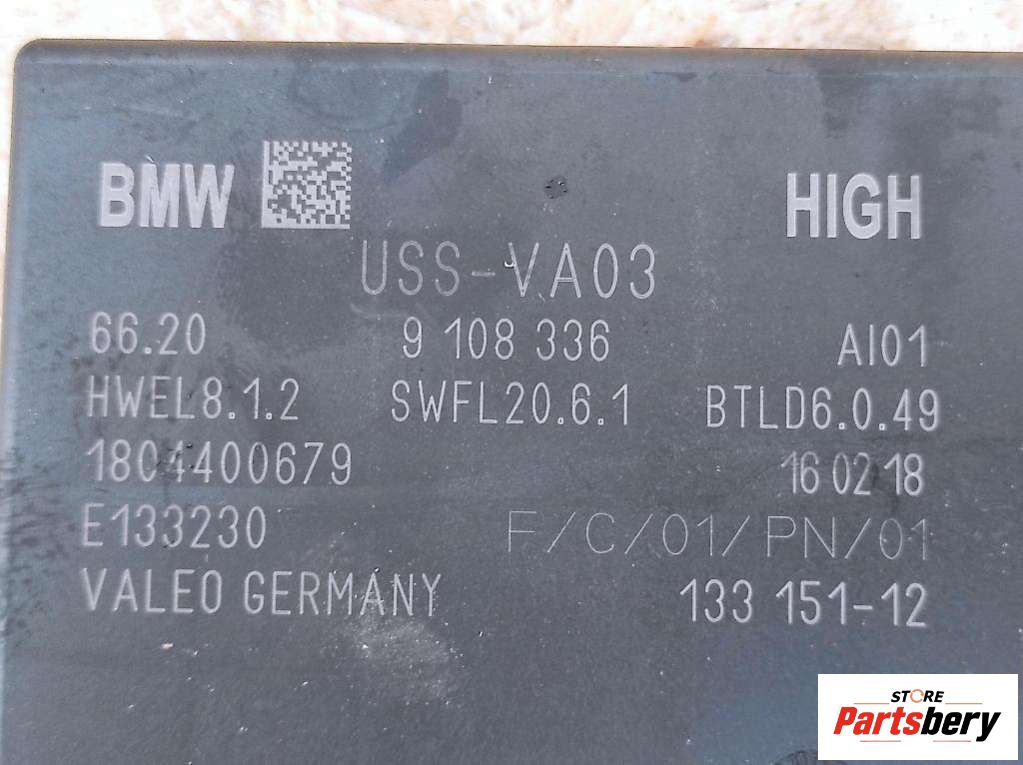 BMW HIGH
USS-VA03
66.20 9 108 336 AI01
HWEL8.1.2 SWFL20.6.1 BTLD6.0.49
1804400679 16 02 18
E133230 F/C/01/PN/01
VALEO GERMANY 133 151-12
STORE
Partsbery